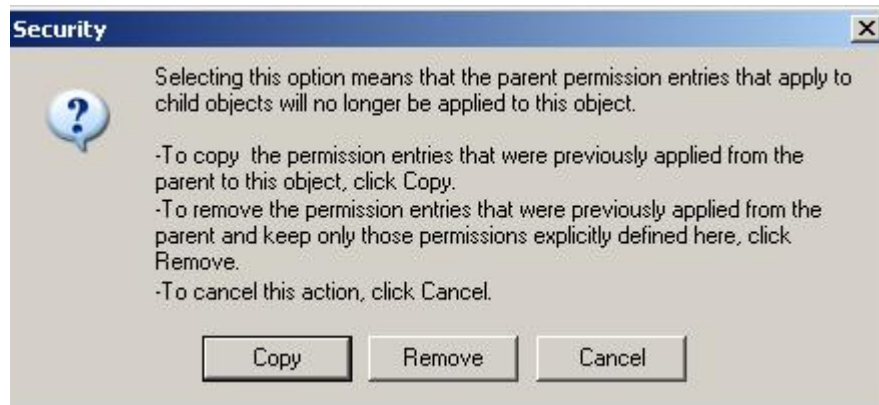 Security
Selecting this option means that the parent permission entries that apply to
child objects will no longer be applied to this object.
-To copy  the permission entries that were previously applied from the
parent to this object, click Copy.
-To remove the permission entries that were previously applied from the
parent and keep only those permissions explicitly defined here, click
Remove.
-To cancel this action, click Cancel.
Copy Remove Cancel